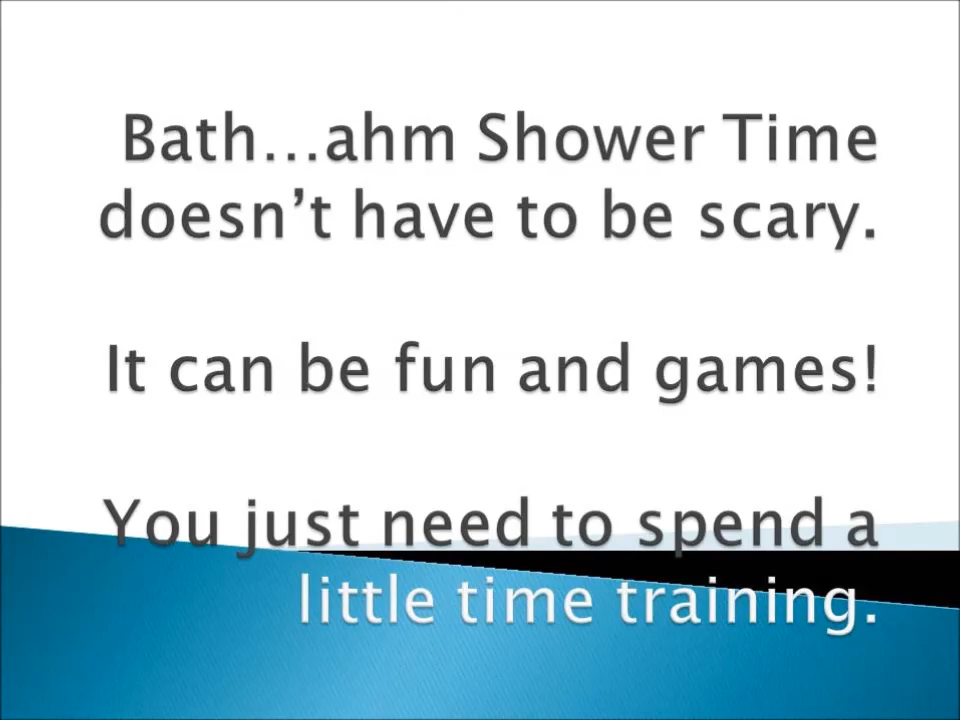 Bath…ahm Shower Time
doesn’t have to be scary.
It can be fun and games!
You just need to spend a
little time training.